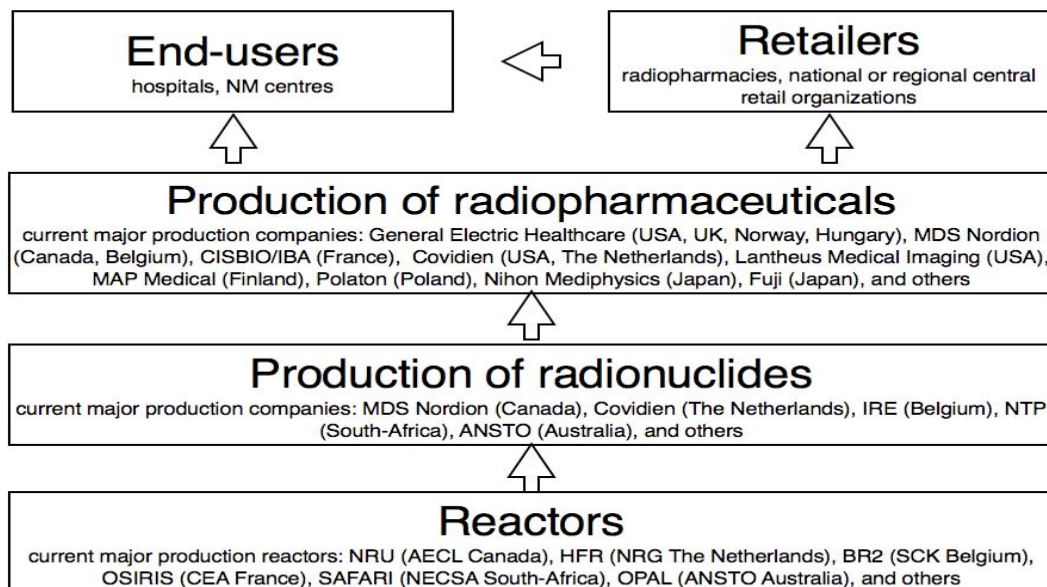 End-users
hospitals, NM centres
Retailers
radiopharmacies, national or regional central
retail organizations
Production of radiopharmaceuticals
current major production companies: General Electric Healthcare (USA, UK, Norway, Hungary), MDS Nordion
(Canada, Belgium), CISBIO/IBA (France), Covidien (USA, The Netherlands), Lantheus Medical Imaging (USA),
MAP Medical (Finland), Polaton (Poland), Nihon Mediphysics (Japan), Fuji (Japan), and others
Production of radionuclides
current major production companies: MDS Nordion (Canada), Covidien (The Netherlands), IRE (Belgium), NTP
(South-Africa), ANSTO (Australia), and others
Reactors
current major production reactors: NRU (AECL Canada), HFR (NRG The Netherlands), BR2 (SCK Belgium),
OSIRIS (CEA France), SAFARI (NECSA South-Africa), OPAL (ANSTO Australia), and others